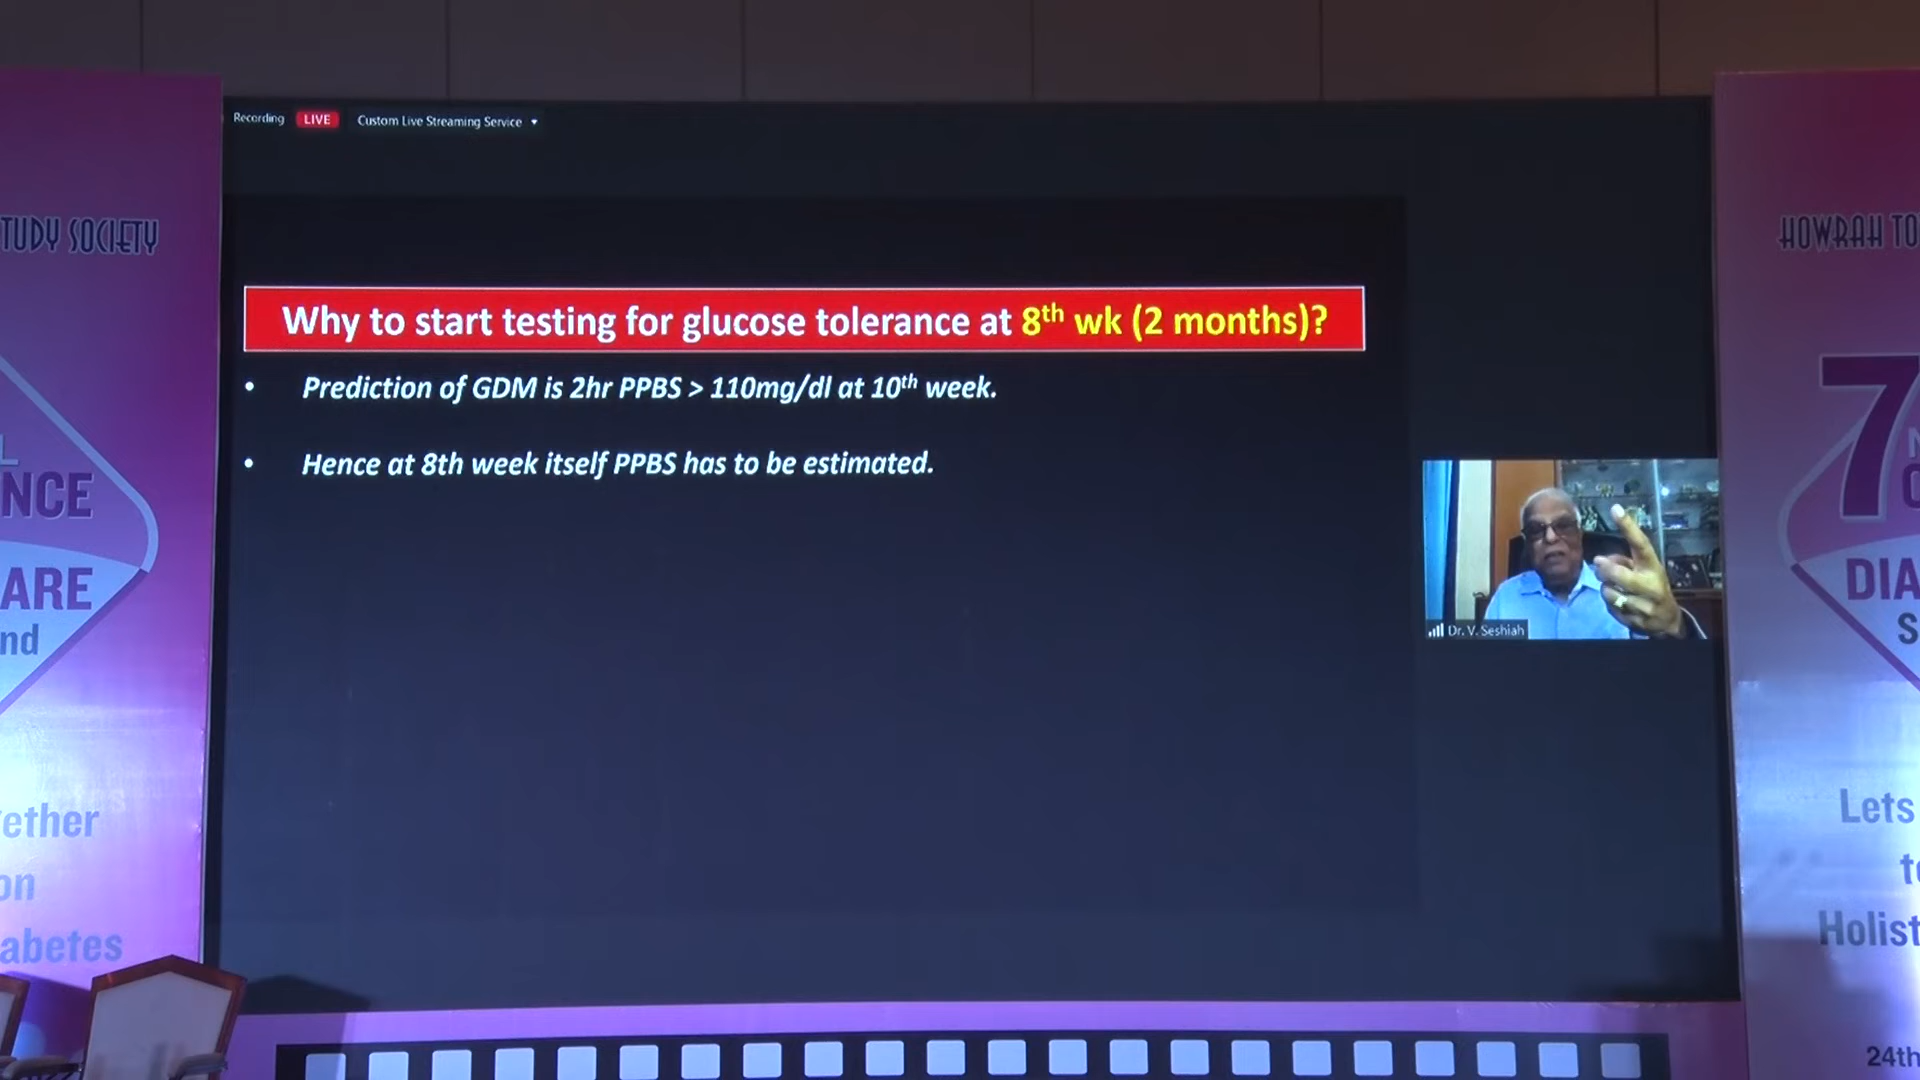 Recording LIVE Custom Live Streaming Service
TUDY SOCIETY
HOWRAH TO
Why to start testing for glucose tolerance at 8th wk (2 months)?
• Prediction of GDM is 2hr PPBS > 110mg/dl at 10th week.
• Hence at 8th week itself PPBS has to be estimated.
Dr. V. Seshiah
L
NCE
ARE
nd
ether
on
abetes
7
DIA
S
Lets
Holist
24th